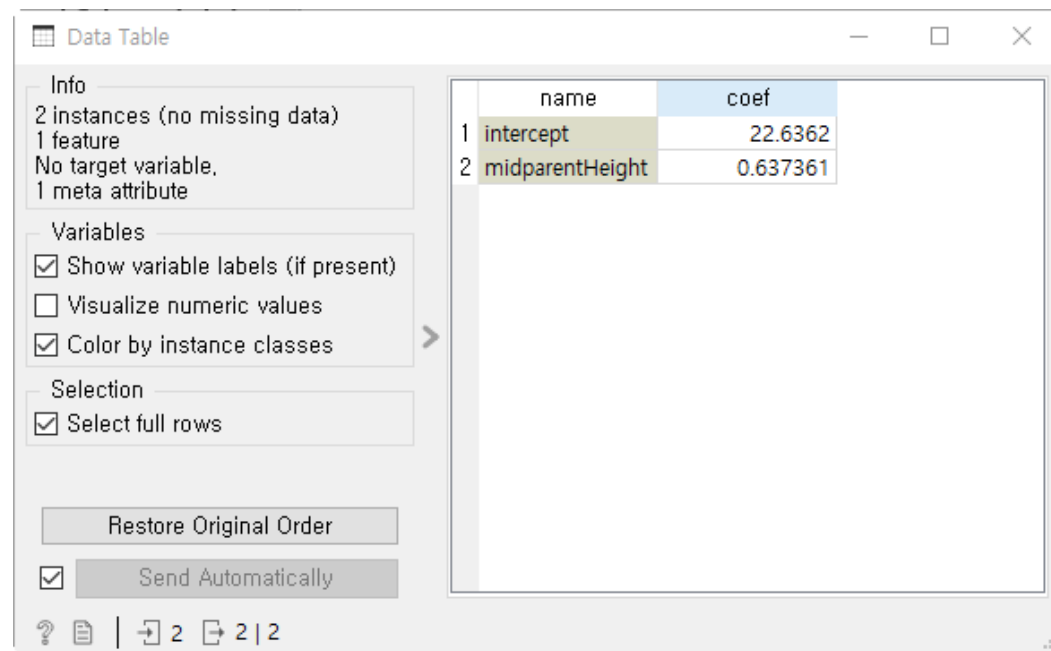 Data Table
Info
2 instances (no missing data)
1 feature
No target variable,
1 meta attribute
Variables
Show variable labels (if present)
Visualize numeric values
Color by instance classes
Selection
Select full rows
Restore Original Order
Send Automatically
2 2 | 2
name coef
1 intercept 22.6362
2 midparentHeight 0.637361